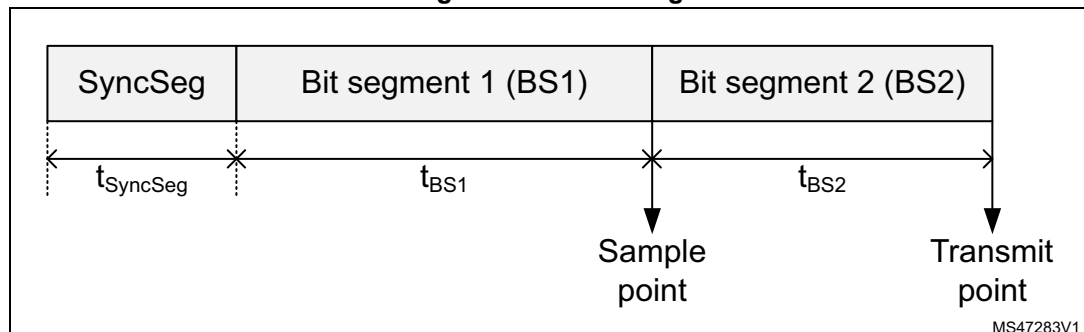 SyncSeg Bit segment 1 (BS1) Bit segment 2 (BS2)
tSyncSeg tBS1 tBS2
Sample Transmit
point point
MS47283V1